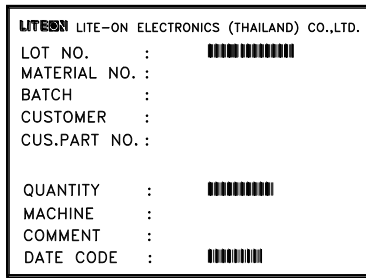 LITEON LITE-ON ELECTRONICS (THAILAND) CO.,LTD.
LOT NO. :
MATERIAL NO. :
BATCH :
CUSTOMER :
CUS.PART NO. :
QUANTITY :
MACHINE :
COMMENT :
DATE CODE :